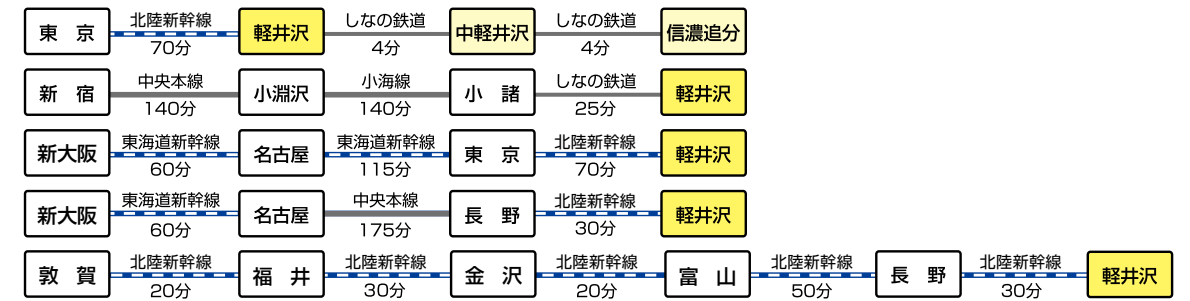 北陸新幹線 しなの鉄道 しなの鉄道
東 京 軽井沢 中軽井沢 信濃追分
70分 4分 4分
中央本線 小海線 しなの鉄道
新 宿 小淵沢 小 諸 軽井沢
140分 140分 25分
東海道新幹線 東海道新幹線 北陸新幹線
新大阪 名古屋 東 京 軽井沢
60分 115分 70分
東海道新幹線 中央本線 北陸新幹線
新大阪 名古屋 長 野 軽井沢
60分 175分 30分
北陸新幹線 北陸新幹線 北陸新幹線 北陸新幹線 北陸新幹線
敦 賀 福 井 金 沢 富 山 長 野 軽井沢
20分 30分 20分 50分 30分